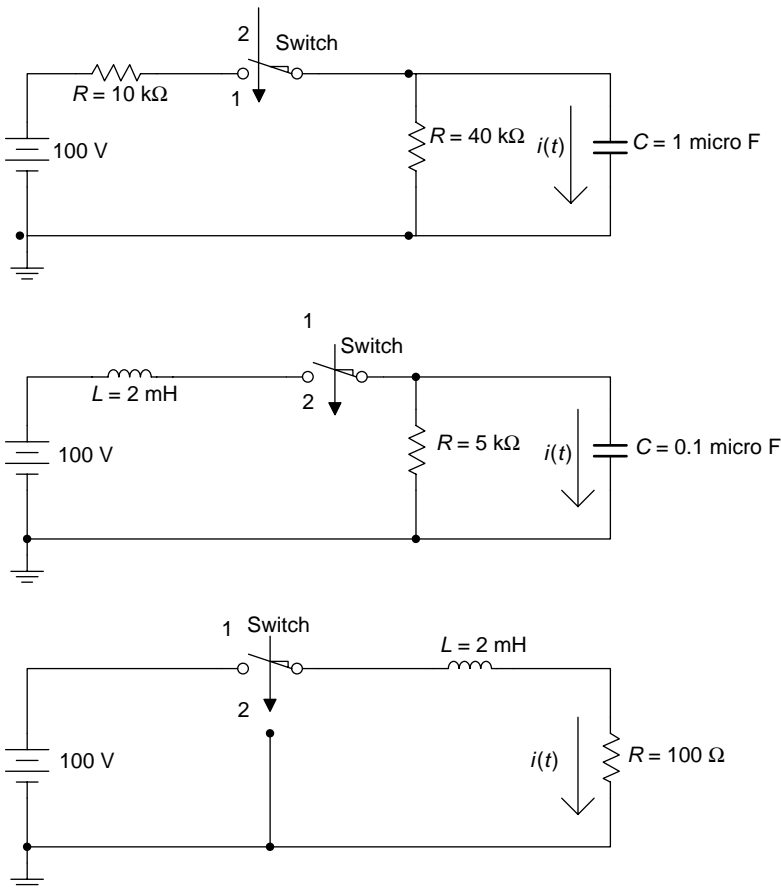 2
Switch
R = 10 kΩ
1
100 V
R = 40 kΩ
i(t)
C = 1 micro F
1
Switch
L = 2 mH
2
100 V
R = 5 kΩ
i(t)
C = 0.1 micro F
1 Switch
L = 2 mH
2
100 V
i(t)
R = 100 Ω